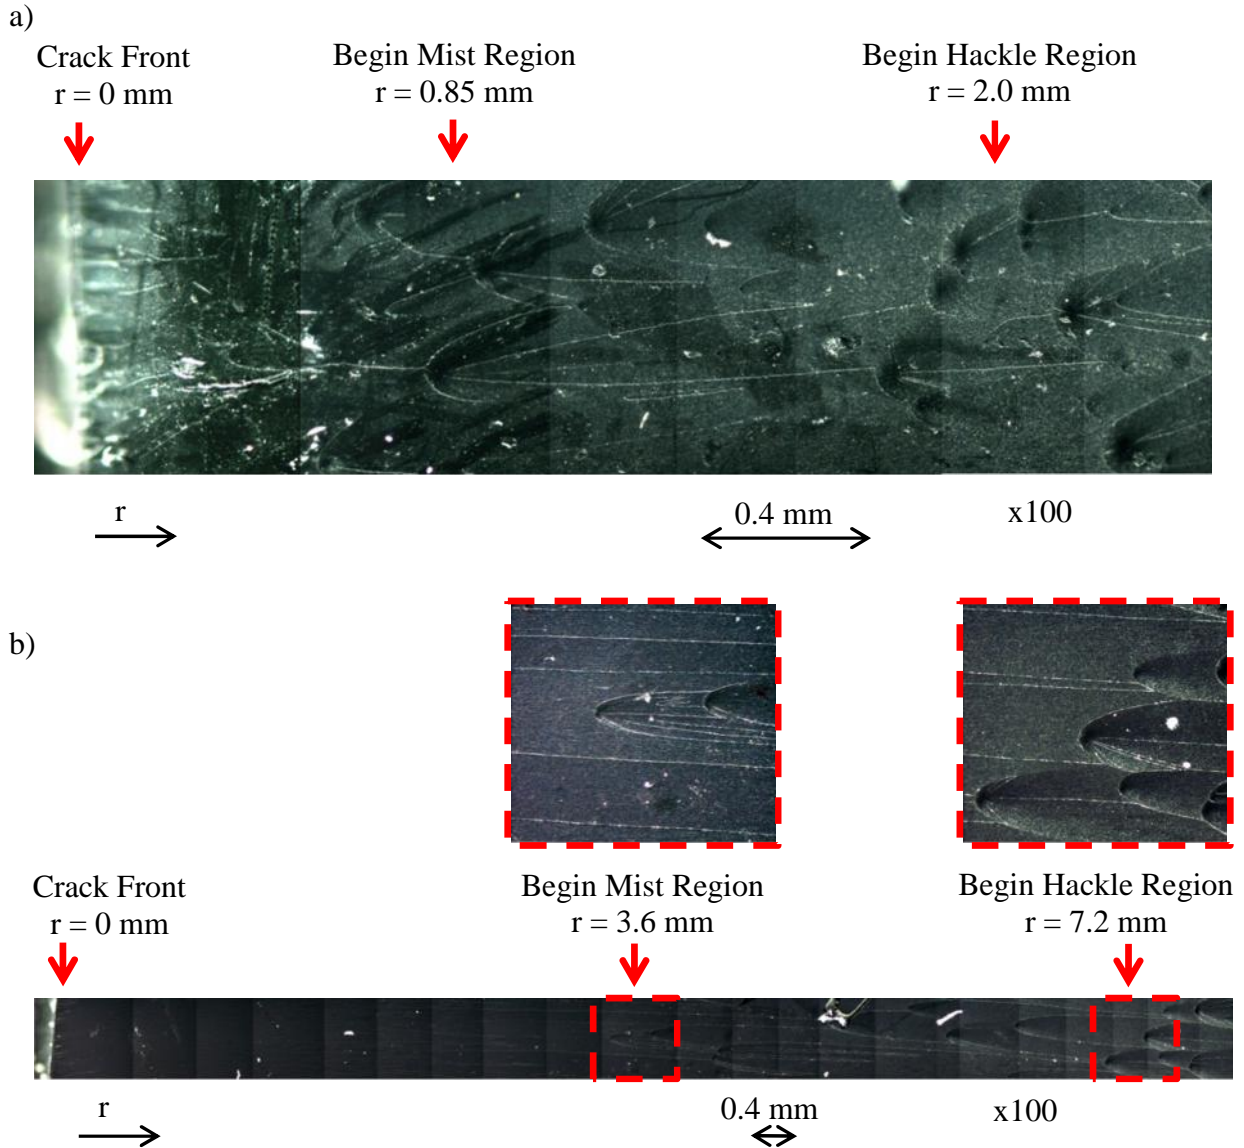 a)
Crack Front
r = 0 mm
Begin Mist Region
r = 0.85 mm
Begin Hackle Region
r = 2.0 mm
r
0.4 mm
x100
b)
Crack Front
r = 0 mm
Begin Mist Region
r = 3.6 mm
Begin Hackle Region
r = 7.2 mm
r
0.4 mm
x100